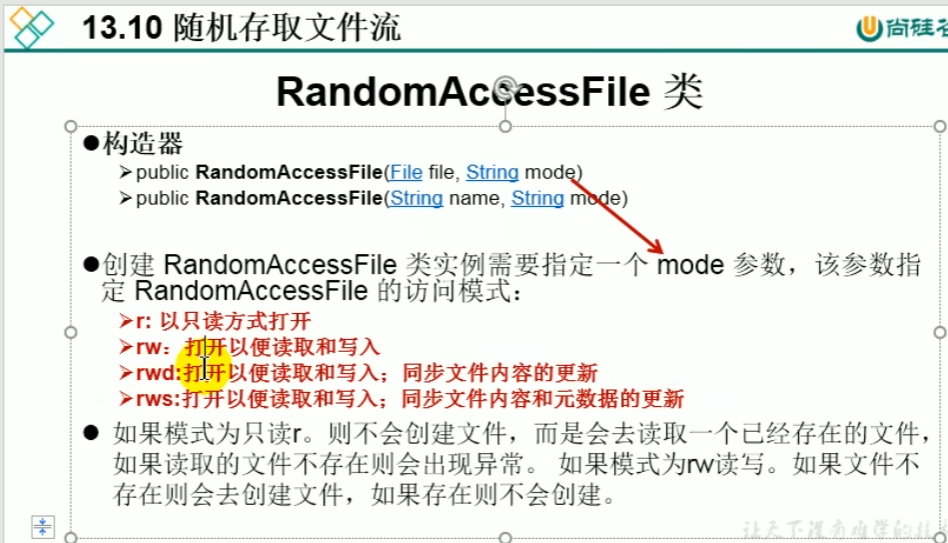 13.10 随机存取文件流
尚硅谷
RandomAccessFile 类
●构造器
➢public RandomAccessFile(File file, String mode)
➢public RandomAccessFile(String name, String mode)
●创建 RandomAccessFile 类实例需要指定一个 mode 参数，该参数指
定 RandomAccessFile 的访问模式：
➢r: 以只读方式打开
➢rw：打开以便读取和写入
➢rwd:打开以便读取和写入；同步文件内容的更新
➢rws:打开以便读取和写入；同步文件内容和元数据的更新
● 如果模式为只读r。则不会创建文件，而是会去读取一个已经存在的文件，
如果读取的文件不存在则会出现异常。 如果模式为rw读写。如果文件不
存在则会去创建文件，如果存在则不会创建。
让天下没有难学的技